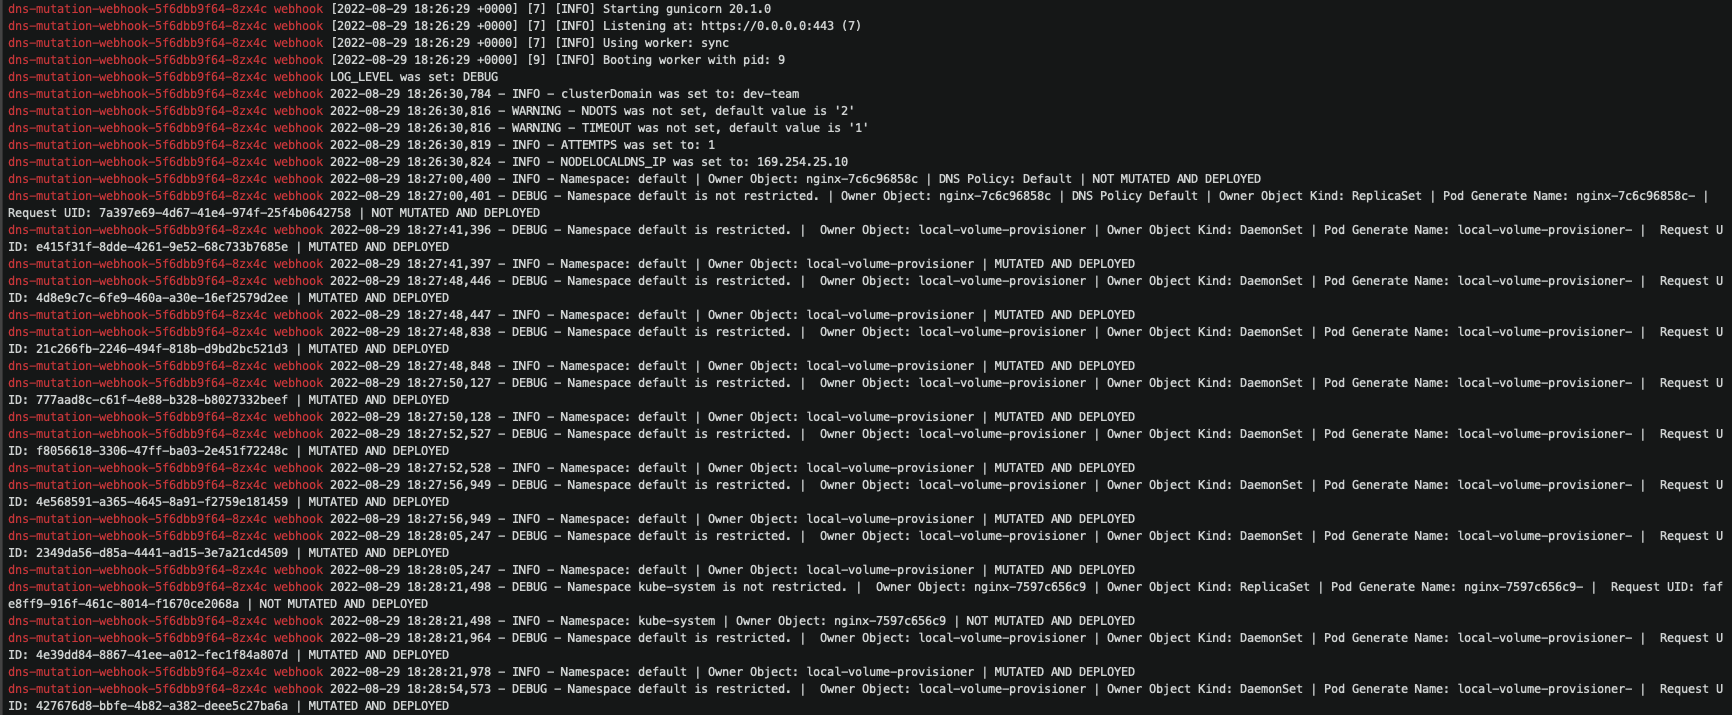 dns-mutation-webhook-5f6dbb9f64-8zx4c webhook [2022-08-29 18:26:29 +0000] [7] [INFO] Starting gunicorn 20.1.0
dns-mutation-webhook-5f6dbb9f64-8zx4c webhook [2022-08-29 18:26:29 +0000] [7] [INFO] Listening at: https://0.0.0.0:443 (7)
dns-mutation-webhook-5f6dbb9f64-8zx4c webhook [2022-08-29 18:26:29 +0000] [7] [INFO] Using worker: sync
dns-mutation-webhook-5f6dbb9f64-8zx4c webhook [2022-08-29 18:26:29 +0000] [9] [INFO] Booting worker with pid: 9
dns-mutation-webhook-5f6dbb9f64-8zx4c webhook LOG_LEVEL was set: DEBUG
dns-mutation-webhook-5f6dbb9f64-8zx4c webhook 2022-08-29 18:26:30,784 - INFO - clusterDomain was set to: dev-team
dns-mutation-webhook-5f6dbb9f64-8zx4c webhook 2022-08-29 18:26:30,816 - WARNING - NDOTS was not set, default value is '2'
dns-mutation-webhook-5f6dbb9f64-8zx4c webhook 2022-08-29 18:26:30,816 - WARNING - TIMEOUT was not set, default value is '1'
dns-mutation-webhook-5f6dbb9f64-8zx4c webhook 2022-08-29 18:26:30,819 - INFO - ATTEMTPS was set to: 1
dns-mutation-webhook-5f6dbb9f64-8zx4c webhook 2022-08-29 18:26:30,824 - INFO - NODELOCALDNS_IP was set to: 169.254.25.10
dns-mutation-webhook-5f6dbb9f64-8zx4c webhook 2022-08-29 18:27:00,400 - INFO - Namespace: default | Owner Object: nginx-7c6c96858c | DNS Policy: Default | NOT MUTATED AND DEPLOYED
dns-mutation-webhook-5f6dbb9f64-8zx4c webhook 2022-08-29 18:27:00,401 - DEBUG - Namespace default is not restricted. | Owner Object: nginx-7c6c96858c | DNS Policy Default | Owner Object Kind: ReplicaSet | Pod Generate Name: nginx-7c6c96858c- |
Request UID: 7a397e69-4d67-41e4-974f-25f4b0642758 | NOT MUTATED AND DEPLOYED
dns-mutation-webhook-5f6dbb9f64-8zx4c webhook 2022-08-29 18:27:41,396 - DEBUG - Namespace default is restricted. |  Owner Object: local-volume-provisioner | Owner Object Kind: DaemonSet | Pod Generate Name: local-volume-provisioner- |  Request U
ID: e415f31f-8dde-4261-9e52-68c733b7685e | MUTATED AND DEPLOYED
dns-mutation-webhook-5f6dbb9f64-8zx4c webhook 2022-08-29 18:27:41,397 - INFO - Namespace: default | Owner Object: local-volume-provisioner | MUTATED AND DEPLOYED
dns-mutation-webhook-5f6dbb9f64-8zx4c webhook 2022-08-29 18:27:48,446 - DEBUG - Namespace default is restricted. |  Owner Object: local-volume-provisioner | Owner Object Kind: DaemonSet | Pod Generate Name: local-volume-provisioner- |  Request U
ID: 4d8e9c7c-6fe9-460a-a30e-16ef2579d2ee | MUTATED AND DEPLOYED
dns-mutation-webhook-5f6dbb9f64-8zx4c webhook 2022-08-29 18:27:48,447 - INFO - Namespace: default | Owner Object: local-volume-provisioner | MUTATED AND DEPLOYED
dns-mutation-webhook-5f6dbb9f64-8zx4c webhook 2022-08-29 18:27:48,838 - DEBUG - Namespace default is restricted. |  Owner Object: local-volume-provisioner | Owner Object Kind: DaemonSet | Pod Generate Name: local-volume-provisioner- |  Request U
ID: 21c266fb-2246-494f-818b-d9bd2bc521d3 | MUTATED AND DEPLOYED
dns-mutation-webhook-5f6dbb9f64-8zx4c webhook 2022-08-29 18:27:48,848 - INFO - Namespace: default | Owner Object: local-volume-provisioner | MUTATED AND DEPLOYED
dns-mutation-webhook-5f6dbb9f64-8zx4c webhook 2022-08-29 18:27:50,127 - DEBUG - Namespace default is restricted. |  Owner Object: local-volume-provisioner | Owner Object Kind: DaemonSet | Pod Generate Name: local-volume-provisioner- |  Request U
ID: 777aad8c-c61f-4e88-b328-b8027332beef | MUTATED AND DEPLOYED
dns-mutation-webhook-5f6dbb9f64-8zx4c webhook 2022-08-29 18:27:50,128 - INFO - Namespace: default | Owner Object: local-volume-provisioner | MUTATED AND DEPLOYED
dns-mutation-webhook-5f6dbb9f64-8zx4c webhook 2022-08-29 18:27:52,527 - DEBUG - Namespace default is restricted. |  Owner Object: local-volume-provisioner | Owner Object Kind: DaemonSet | Pod Generate Name: local-volume-provisioner- |  Request U
ID: f8056618-3306-47ff-ba03-2e451f72248c | MUTATED AND DEPLOYED
dns-mutation-webhook-5f6dbb9f64-8zx4c webhook 2022-08-29 18:27:52,528 - INFO - Namespace: default | Owner Object: local-volume-provisioner | MUTATED AND DEPLOYED
dns-mutation-webhook-5f6dbb9f64-8zx4c webhook 2022-08-29 18:27:56,949 - DEBUG - Namespace default is restricted. |  Owner Object: local-volume-provisioner | Owner Object Kind: DaemonSet | Pod Generate Name: local-volume-provisioner- |  Request U
ID: 4e568591-a365-4645-8a91-f2759e181459 | MUTATED AND DEPLOYED
dns-mutation-webhook-5f6dbb9f64-8zx4c webhook 2022-08-29 18:27:56,949 - INFO - Namespace: default | Owner Object: local-volume-provisioner | MUTATED AND DEPLOYED
dns-mutation-webhook-5f6dbb9f64-8zx4c webhook 2022-08-29 18:28:05,247 - DEBUG - Namespace default is restricted. |  Owner Object: local-volume-provisioner | Owner Object Kind: DaemonSet | Pod Generate Name: local-volume-provisioner- |  Request U
ID: 2349da56-d85a-4441-ad15-3e7a21cd4509 | MUTATED AND DEPLOYED
dns-mutation-webhook-5f6dbb9f64-8zx4c webhook 2022-08-29 18:28:05,247 - INFO - Namespace: default | Owner Object: local-volume-provisioner | MUTATED AND DEPLOYED
dns-mutation-webhook-5f6dbb9f64-8zx4c webhook 2022-08-29 18:28:21,498 - DEBUG - Namespace kube-system is not restricted. |  Owner Object: nginx-7597c656c9 | Owner Object Kind: ReplicaSet | Pod Generate Name: nginx-7597c656c9- |  Request UID: faf
e8ff9-916f-461c-8014-f1670ce2068a | NOT MUTATED AND DEPLOYED
dns-mutation-webhook-5f6dbb9f64-8zx4c webhook 2022-08-29 18:28:21,498 - INFO - Namespace: kube-system | Owner Object: nginx-7597c656c9 | NOT MUTATED AND DEPLOYED
dns-mutation-webhook-5f6dbb9f64-8zx4c webhook 2022-08-29 18:28:21,964 - DEBUG - Namespace default is restricted. |  Owner Object: local-volume-provisioner | Owner Object Kind: DaemonSet | Pod Generate Name: local-volume-provisioner- |  Request U
ID: 4e39dd84-8867-41ee-a012-fec1f84a807d | MUTATED AND DEPLOYED
dns-mutation-webhook-5f6dbb9f64-8zx4c webhook 2022-08-29 18:28:21,978 - INFO - Namespace: default | Owner Object: local-volume-provisioner | MUTATED AND DEPLOYED
dns-mutation-webhook-5f6dbb9f64-8zx4c webhook 2022-08-29 18:28:54,573 - DEBUG - Namespace default is restricted. |  Owner Object: local-volume-provisioner | Owner Object Kind: DaemonSet | Pod Generate Name: local-volume-provisioner- |  Request U
ID: 427676d8-bbfe-4b82-a382-deee5c27ba6a | MUTATED AND DEPLOYED